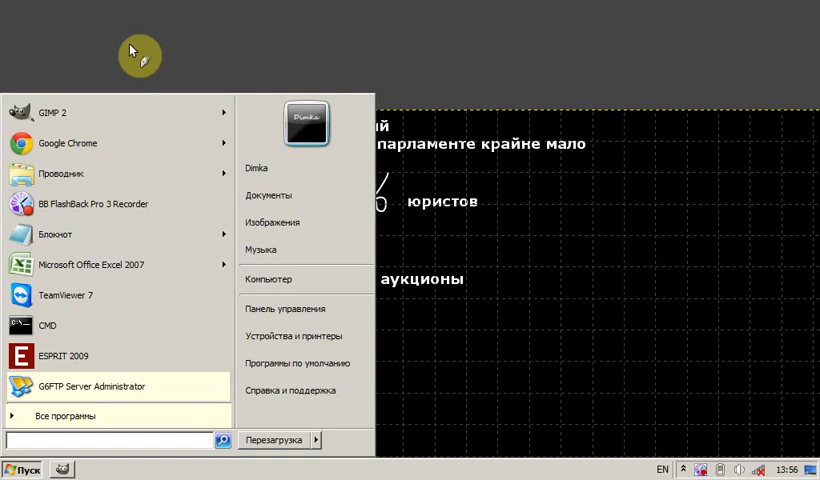 GIMP 2
Google Chrome
Проводник
BB FlashBack Pro 3 Recorder
Блокнот
Microsoft Office Excel 2007
TeamViewer 7
C:\
CMD
E
ESPRIT 2009
G6FTP Server Administrator
Все программы
Dimka
Dimka
Документы
Изображения
Музыка
Компьютер
Панель управления
Устройства и принтеры
Программы по умолчанию
Справка и поддержка
Перезагрузка
ый
парламенте крайне мало
юристов
аукционы
Пуск
EN
13:56